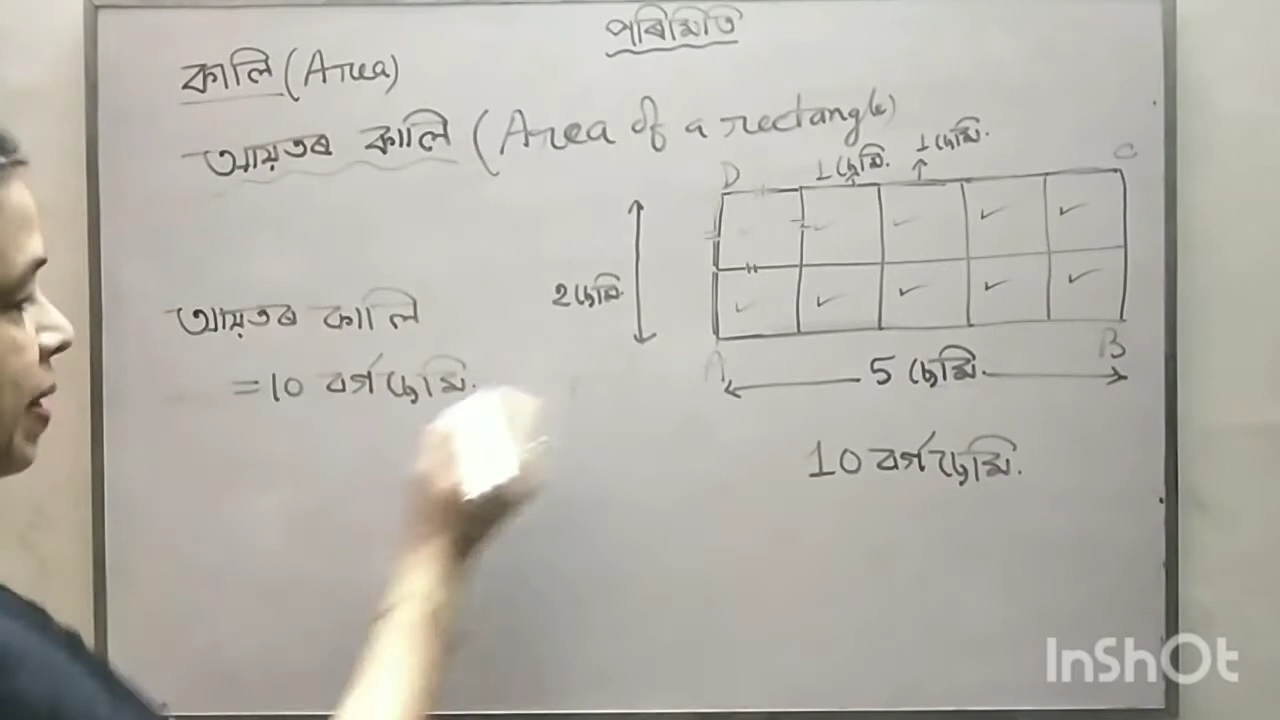 পৰিমিতি
কালি (Area)
আয়তৰ কালি (Area of a rectangle)
D
1 ছেমি.
1 ছেমি.
C
2 ছেমি.
A
B
5 ছেমি.
আয়তৰ কালি
=10 বৰ্গ ছেমি.
10 বৰ্গ ছেমি.
InShOt